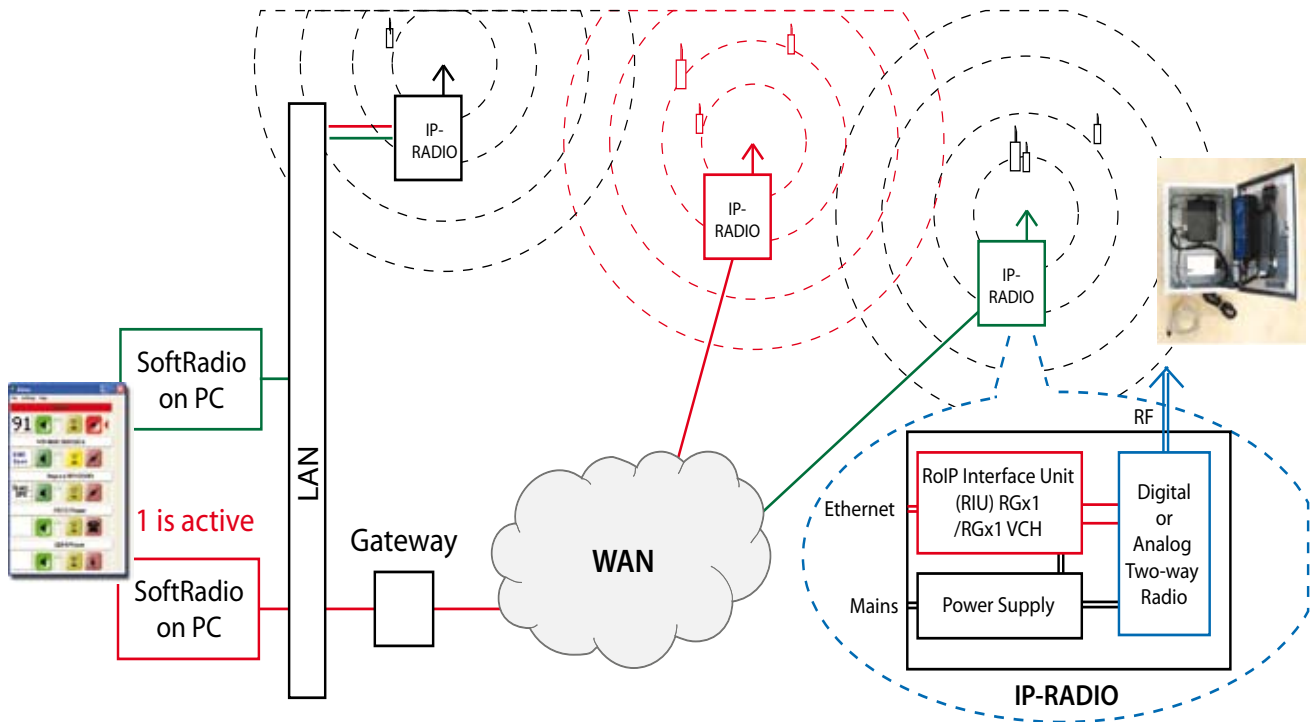 IP-
RADIO
IP-
RADIO
IP-
RADIO
SoftRadio
on PC
91
1 is active
SoftRadio
on PC
LAN
Gateway
WAN
RF
Ethernet
RoIP Interface Unit
(RIU) RGx1
/RGx1 VCH
Digital
or
Analog
Two-way
Radio
Mains
Power Supply
IP-RADIO